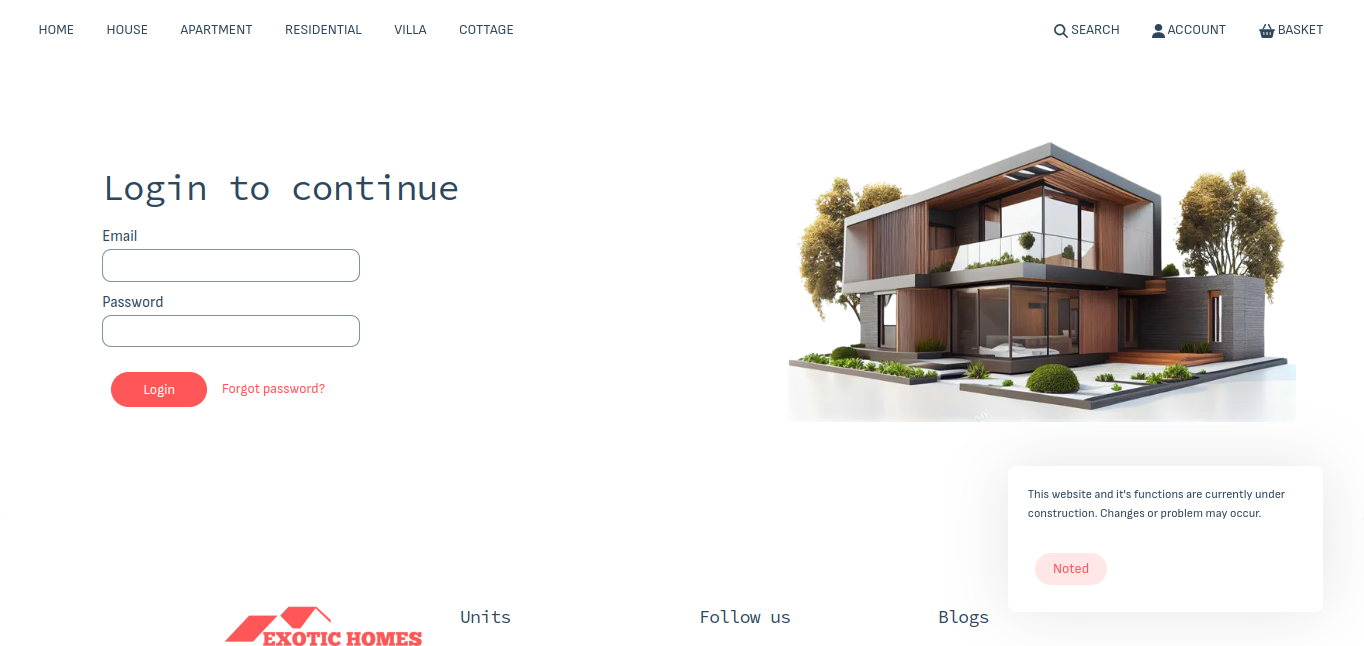 HOME HOUSE APARTMENT RESIDENTIAL VILLA COTTAGE SEARCH ACCOUNT BASKET
Login to continue
Email
Password
Login Forgot password?
This website and it's functions are currently under
construction. Changes or problem may occur.
Noted
EXOTIC HOMES
Units
Follow us
Blogs